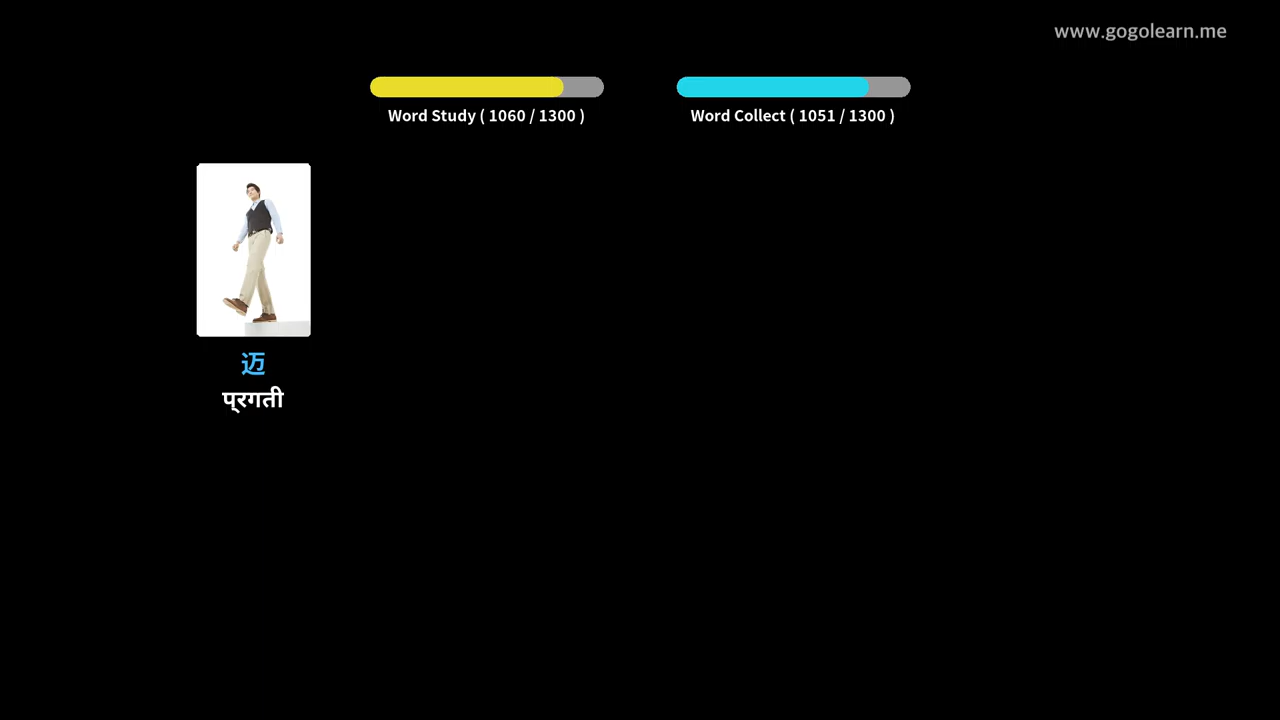 www.gogolearn.me
Word Study ( 1060 / 1300 )
Word Collect ( 1051 / 1300 )
迈
प्रगती